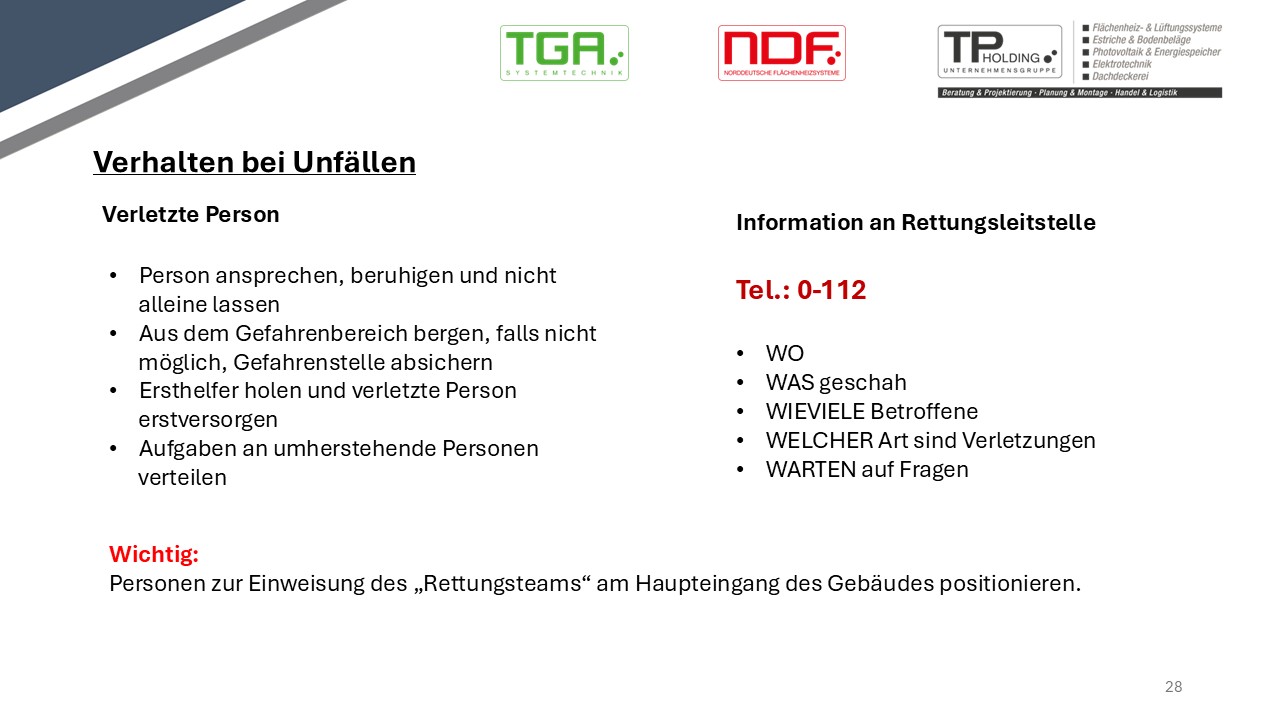 TGA
SYSTEMTECHNIK
NDF
NORDDEUTSCHE FLÄCHENHEIZSYSTEME
TP HOLDING
UNTERNEHMENSGRUPPE
Flächenheiz- & Lüftungssysteme
Estriche & Bodenbeläge
Photovoltaik & Energiespeicher
Elektrotechnik
Dachdeckerei
Beratung & Projektierung · Planung & Montage · Handel & Logistik
Verhalten bei Unfällen
Verletzte Person
• Person ansprechen, beruhigen und nicht
alleine lassen
• Aus dem Gefahrenbereich bergen, falls nicht
möglich, Gefahrenstelle absichern
• Ersthelfer holen und verletzte Person
erstversorgen
• Aufgaben an umherstehende Personen
verteilen
Information an Rettungsleitstelle
Tel.: 0-112
• WO
• WAS geschah
• WIEVIELE Betroffene
• WELCHER Art sind Verletzungen
• WARTEN auf Fragen
Wichtig:
Personen zur Einweisung des „Rettungsteams“ am Haupteingang des Gebäudes positionieren.
28